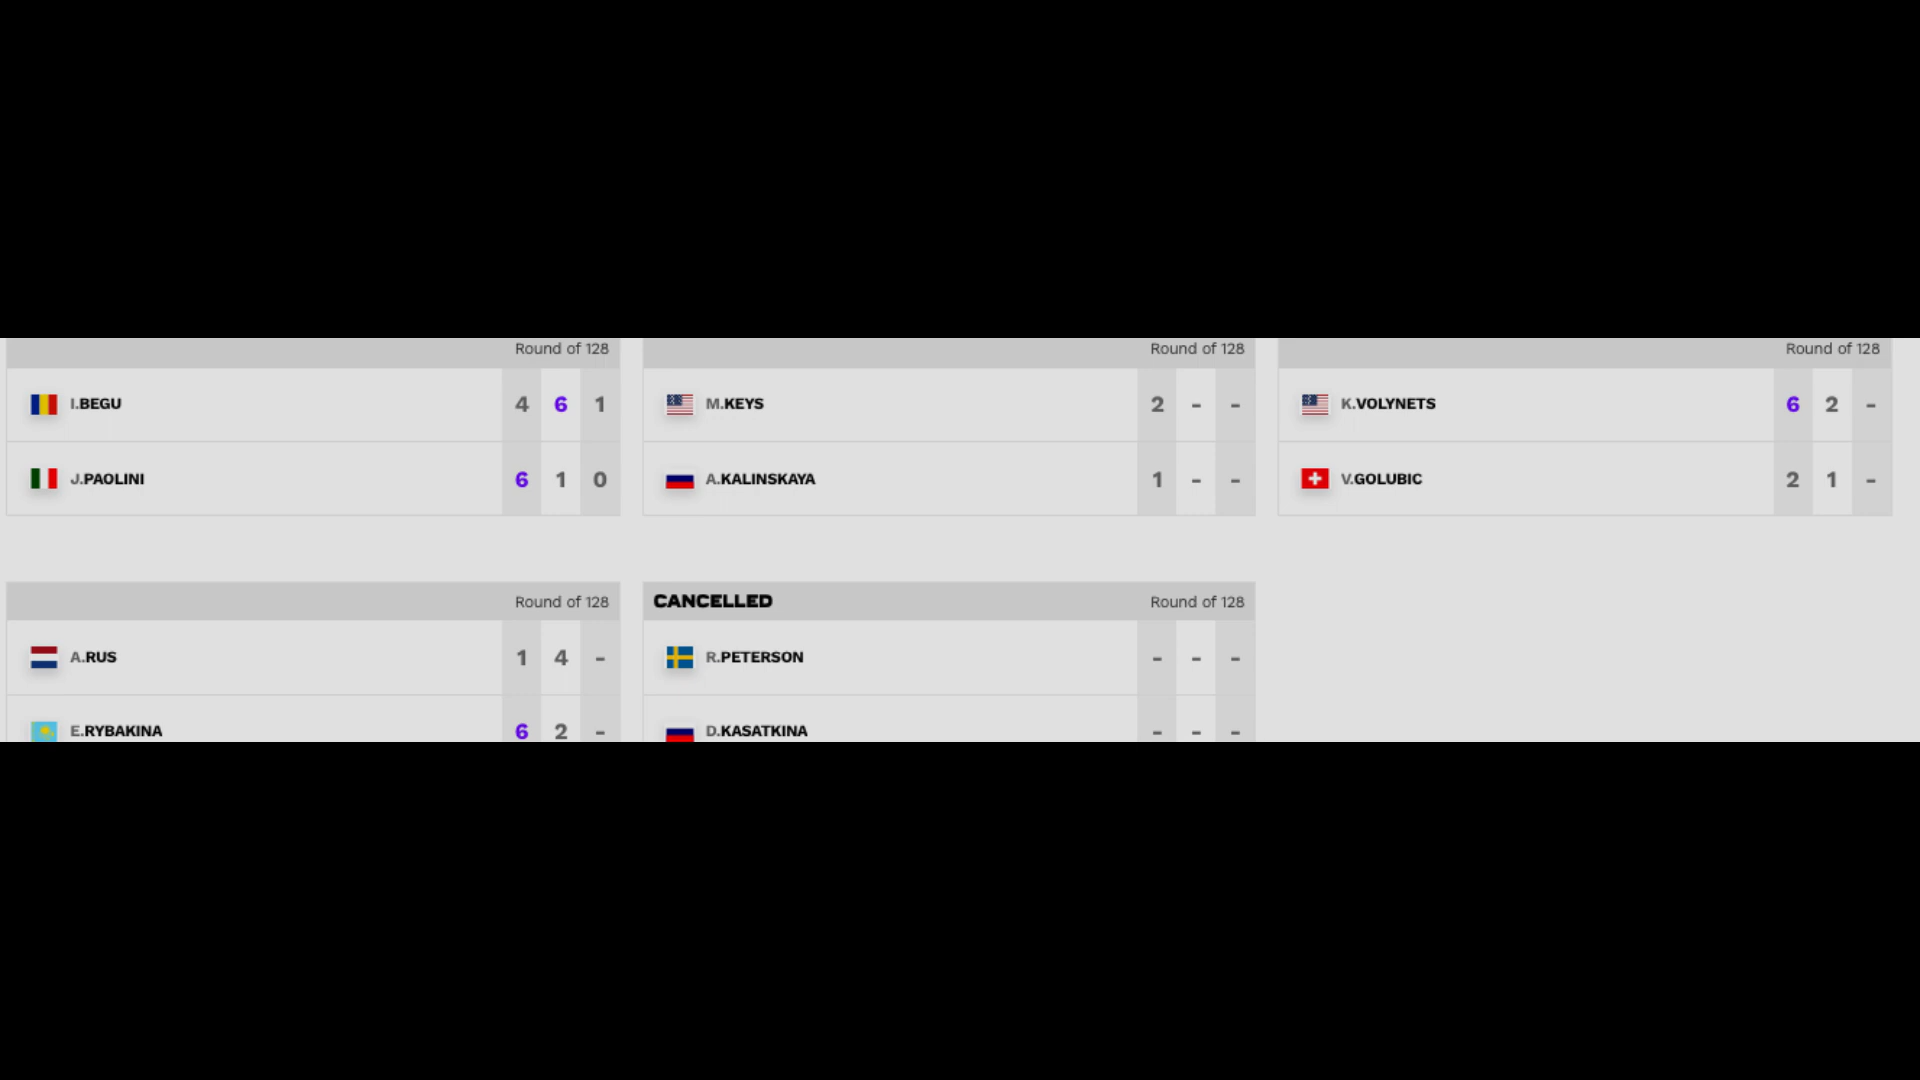 Round of 128
I.BEGU 4 6 1
J.PAOLINI 6 1 0
Round of 128
M.KEYS 2 - -
A.KALINSKAYA 1 - -
Round of 128
K.VOLYNETS 6 2 -
V.GOLUBIC 2 1 -
Round of 128
A.RUS 1 4 -
E.RYBAKINA 6 2 -
CANCELLED Round of 128
R.PETERSON - - -
D.KASATKINA - - -